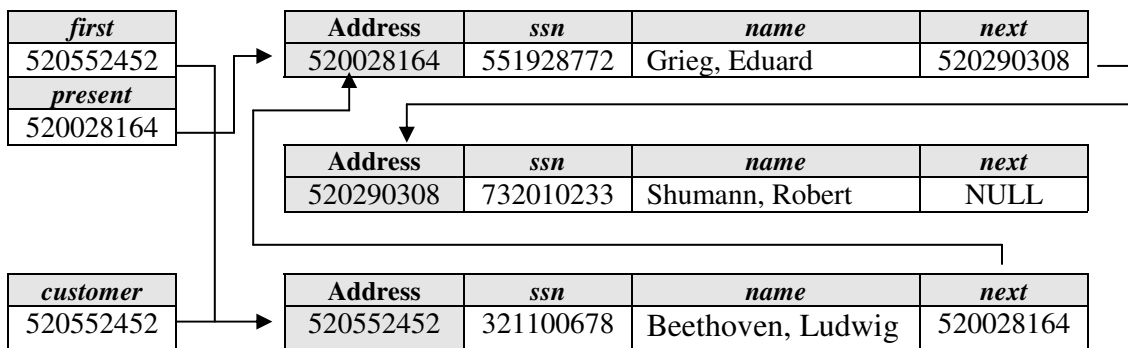 first Address ssn name next
520552452 520028164 551928772 Grieg, Eduard 520290308
present
520028164
Address ssn name next
520290308 732010233 Shumann, Robert NULL
customer Address ssn name next
520552452 520552452 321100678 Beethoven, Ludwig 520028164